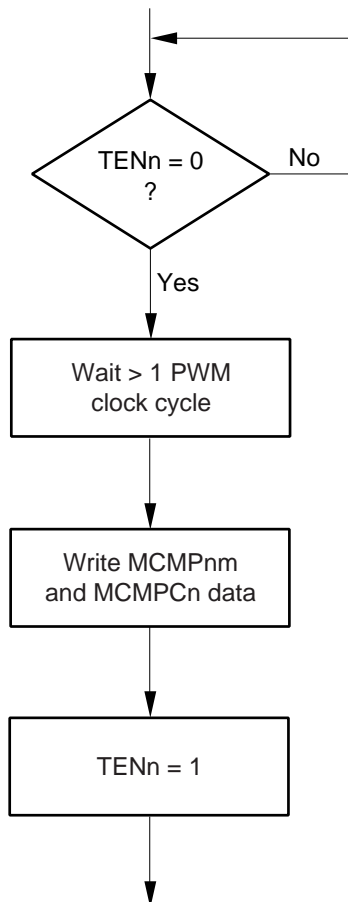 TENn = 0
?
No
Yes
Wait > 1 PWM
clock cycle
Write MCMPnm
and MCMPCn data
TENn = 1